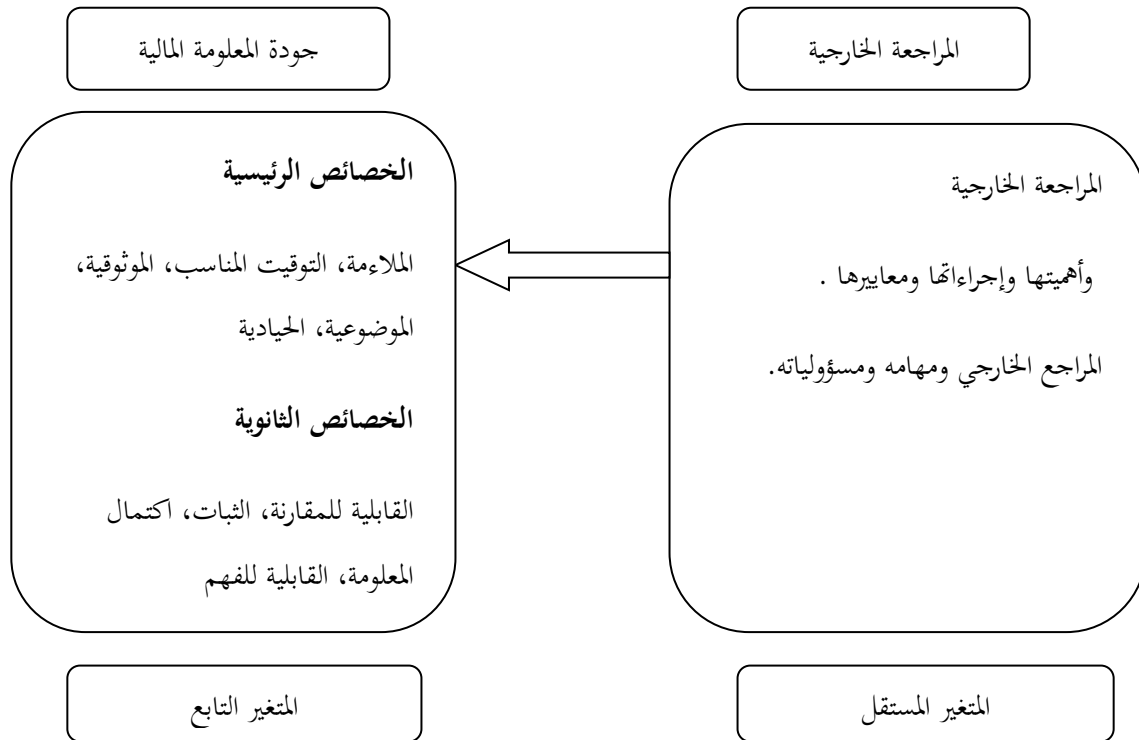 المراجعة الخارجية
جودة المعلومة المالية
المراجعة الخارجية
وأهميتها وإجراءاتها ومعاييرها .
المراجع الخارجي ومهامه ومسؤولياته.
الخصائص الرئيسية
الملاءمة، التوقيت المناسب، الموثوقية،
الموضوعية، الحيادية
الخصائص الثانوية
القابلية للمقارنة، الثبات، اكتمال
المعلومة، القابلية للفهم
المتغير المستقل
المتغير التابع